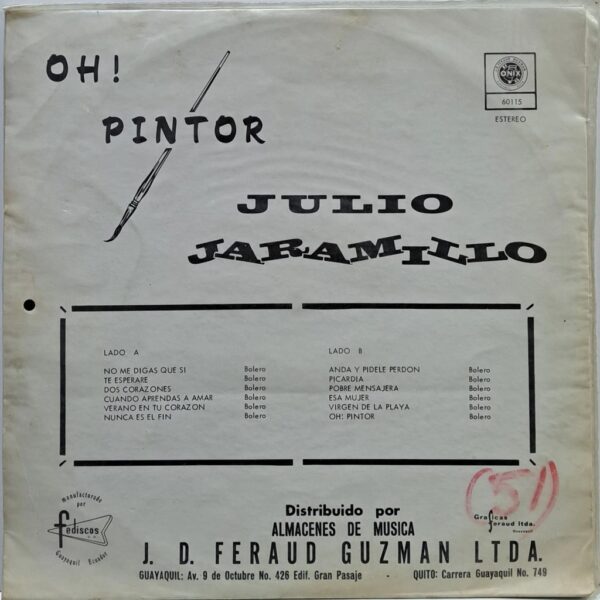 OH!
PINTOR
ONIX
60115
ESTEREO
JULIO
JARAMILLO
LADO A
NO ME DIGAS QUE SI Bolero
TE ESPERARE Bolero
DOS CORAZONES Bolero
CUANDO APRENDAS A AMAR Bolero
VERANO EN TU CORAZON Bolero
NUNCA ES EL FIN Bolero
LADO B
ANDA Y PIDELE PERDON Bolero
PICARDIA Bolero
POBRE MENSAJERA Bolero
ESA MUJER Bolero
VIRGEN DE LA PLAYA Bolero
OH! PINTOR Bolero
manufacturado
por
fediscos
Guayaquil Ecuador
(51)
Graficas
feraud ltda.
Distribuido por
ALMACENES DE MUSICA
J. D. FERAUD GUZMAN LTDA.
GUAYAQUIL: Av. 9 de Octubre No. 426 Edif. Gran Pasaje - QUITO: Carrera Guayaquil No. 749